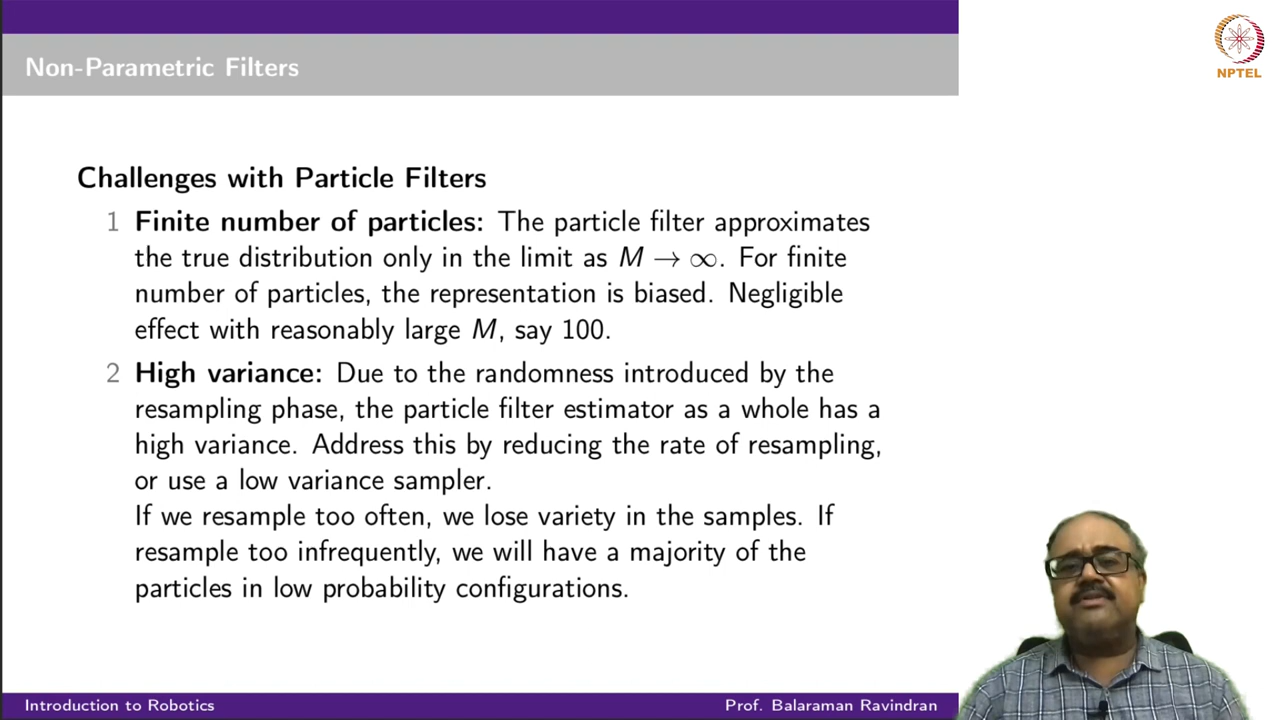 Non-Parametric Filters
NPTEL
Challenges with Particle Filters
1 Finite number of particles: The particle filter approximates
the true distribution only in the limit as M → ∞. For finite
number of particles, the representation is biased. Negligible
effect with reasonably large M, say 100.
2 High variance: Due to the randomness introduced by the
resampling phase, the particle filter estimator as a whole has a
high variance. Address this by reducing the rate of resampling,
or use a low variance sampler.
If we resample too often, we lose variety in the samples. If
resample too infrequently, we will have a majority of the
particles in low probability configurations.
Introduction to Robotics
Prof. Balaraman Ravindran